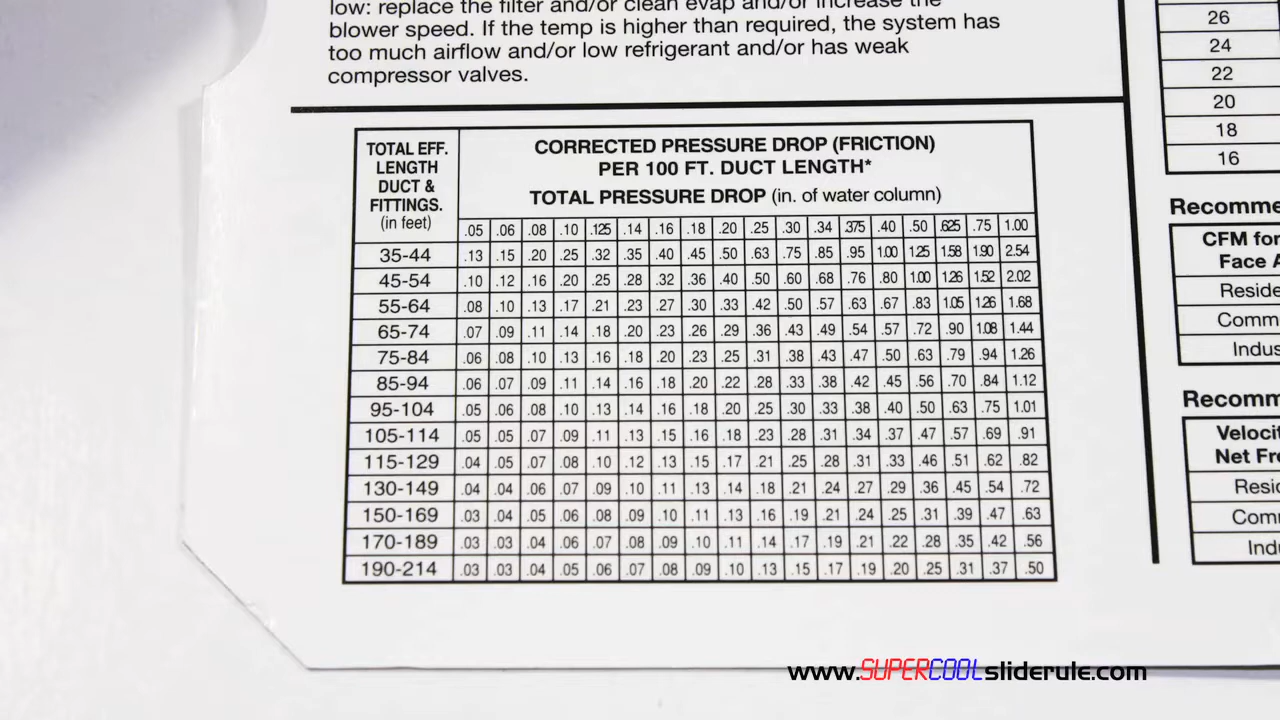 low: replace the filter and/or clean evap and/or increase the
blower speed. If the temp is higher than required, the system has
too much airflow and/or low refrigerant and/or has weak
compressor valves.
TOTAL EFF.
LENGTH
DUCT &
FITTINGS.
(in feet)
CORRECTED PRESSURE DROP (FRICTION)
PER 100 FT. DUCT LENGTH*
TOTAL PRESSURE DROP (in. of water column)
.05 .06 .08 .10 .125 .14 .16 .18 .20 .25 .30 .34 .375 .40 .50 .625 .75 1.00
35-44 .13 .15 .20 .25 .32 .35 .40 .45 .50 .63 .75 .85 .95 1.00 1.25 1.58 1.90 2.54
45-54 .10 .12 .16 .20 .25 .28 .32 .36 .40 .50 .60 .68 .76 .80 1.00 1.26 1.52 2.02
55-64 .08 .10 .13 .17 .21 .23 .27 .30 .33 .42 .50 .57 .63 .67 .83 1.05 1.26 1.68
65-74 .07 .09 .11 .14 .18 .20 .23 .26 .29 .36 .43 .49 .54 .57 .72 .90 1.08 1.44
75-84 .06 .08 .10 .13 .16 .18 .20 .23 .25 .31 .38 .43 .47 .50 .63 .79 .94 1.26
85-94 .06 .07 .09 .11 .14 .16 .18 .20 .22 .28 .33 .38 .42 .45 .56 .70 .84 1.12
95-104 .05 .06 .08 .10 .13 .14 .16 .18 .20 .25 .30 .33 .38 .40 .50 .63 .75 1.01
105-114 .05 .05 .07 .09 .11 .13 .15 .16 .18 .23 .28 .31 .34 .37 .47 .57 .69 .91
115-129 .04 .05 .07 .08 .10 .12 .13 .15 .17 .21 .25 .28 .31 .33 .46 .51 .62 .82
130-149 .04 .04 .06 .07 .09 .10 .11 .13 .14 .18 .21 .24 .27 .29 .36 .45 .54 .72
150-169 .03 .04 .05 .06 .08 .09 .10 .11 .13 .16 .19 .21 .24 .25 .31 .39 .47 .63
170-189 .03 .03 .04 .06 .07 .08 .09 .10 .11 .14 .17 .19 .21 .22 .28 .35 .42 .56
190-214 .03 .03 .04 .05 .06 .07 .08 .09 .10 .13 .15 .17 .19 .20 .25 .31 .37 .50
26
24
22
20
18
16
Recomme
CFM for
Face A
Reside
Comm
Indus
Recomm
Velocit
Net Fre
Resid
Comr
Ind
www.SUPERCOOLsliderule.com